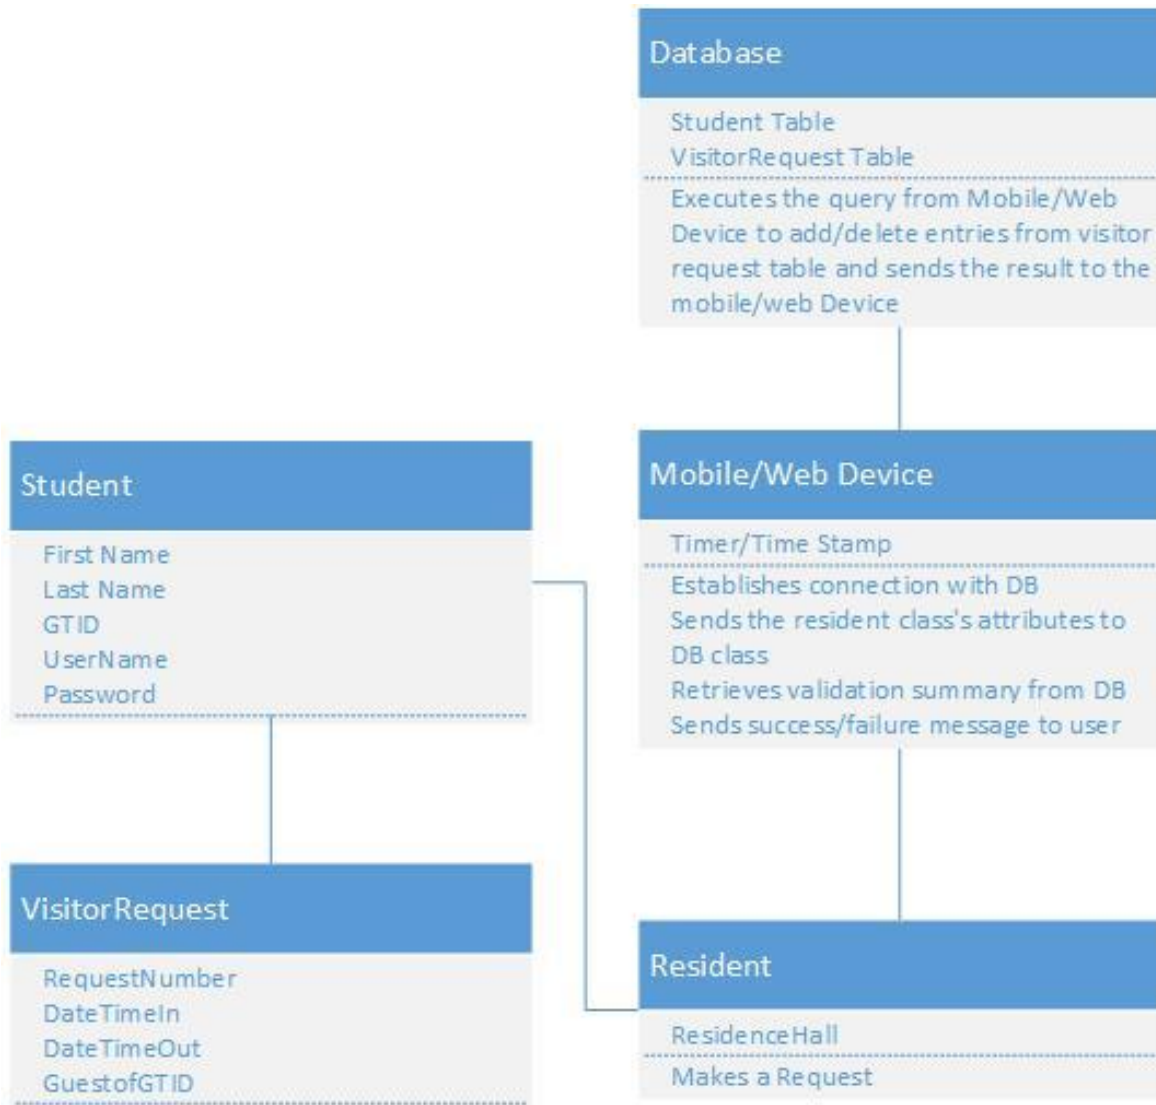 Database
Student Table
VisitorRequest Table
Executes the query from Mobile/Web
Device to add/delete entries from visitor
request table and sends the result to the
mobile/web Device
Student
First Name
Last Name
GTID
UserName
Password
Mobile/Web Device
Timer/Time Stamp
Establishes connection with DB
Sends the resident class's attributes to
DB class
Retrieves validation summary from DB
Sends success/failure message to user
VisitorRequest
RequestNumber
DateTimeIn
DateTimeOut
GuestofGTID
Resident
ResidenceHall
Makes a Request